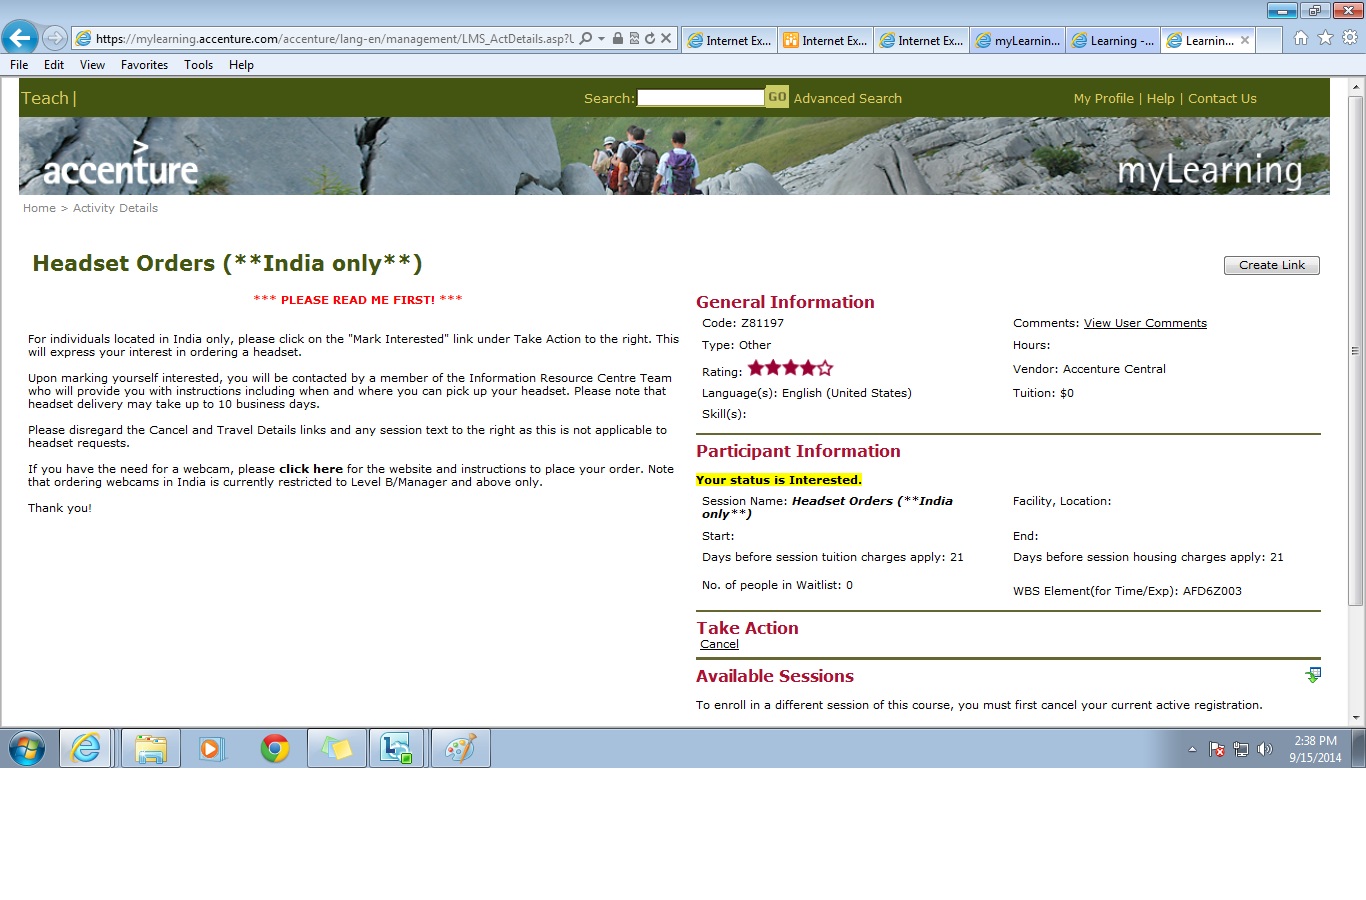 https://mylearning.accenture.com/accenture/lang-en/management/LMS_ActDetails.asp?U
Internet Ex...
Internet Ex...
Internet Ex...
myLearnin...
Learning -...
Learnin...
File Edit View Favorites Tools Help
Teach |
Search: GO Advanced Search
My Profile | Help | Contact Us
accenture
myLearning
Home > Activity Details
Headset Orders (**India only**)
Create Link
*** PLEASE READ ME FIRST! ***
For individuals located in India only, please click on the "Mark Interested" link under Take Action to the right. This
will express your interest in ordering a headset.
Upon marking yourself interested, you will be contacted by a member of the Information Resource Centre Team
who will provide you with instructions including when and where you can pick up your headset. Please note that
headset delivery may take up to 10 business days.
Please disregard the Cancel and Travel Details links and any session text to the right as this is not applicable to
headset requests.
If you have the need for a webcam, please click here for the website and instructions to place your order. Note
that ordering webcams in India is currently restricted to Level B/Manager and above only.
Thank you!
General Information
Code: Z81197
Comments: View User Comments
Type: Other
Hours:
Rating:
Vendor: Accenture Central
Language(s): English (United States)
Tuition: $0
Skill(s):
Participant Information
Your status is Interested.
Session Name: Headset Orders (**India
only**)
Facility, Location:
Start:
End:
Days before session tuition charges apply: 21
Days before session housing charges apply: 21
No. of people in Waitlist: 0
WBS Element(for Time/Exp): AFD6Z003
Take Action
Cancel
Available Sessions
To enroll in a different session of this course, you must first cancel your current active registration.
2:38 PM
9/15/2014